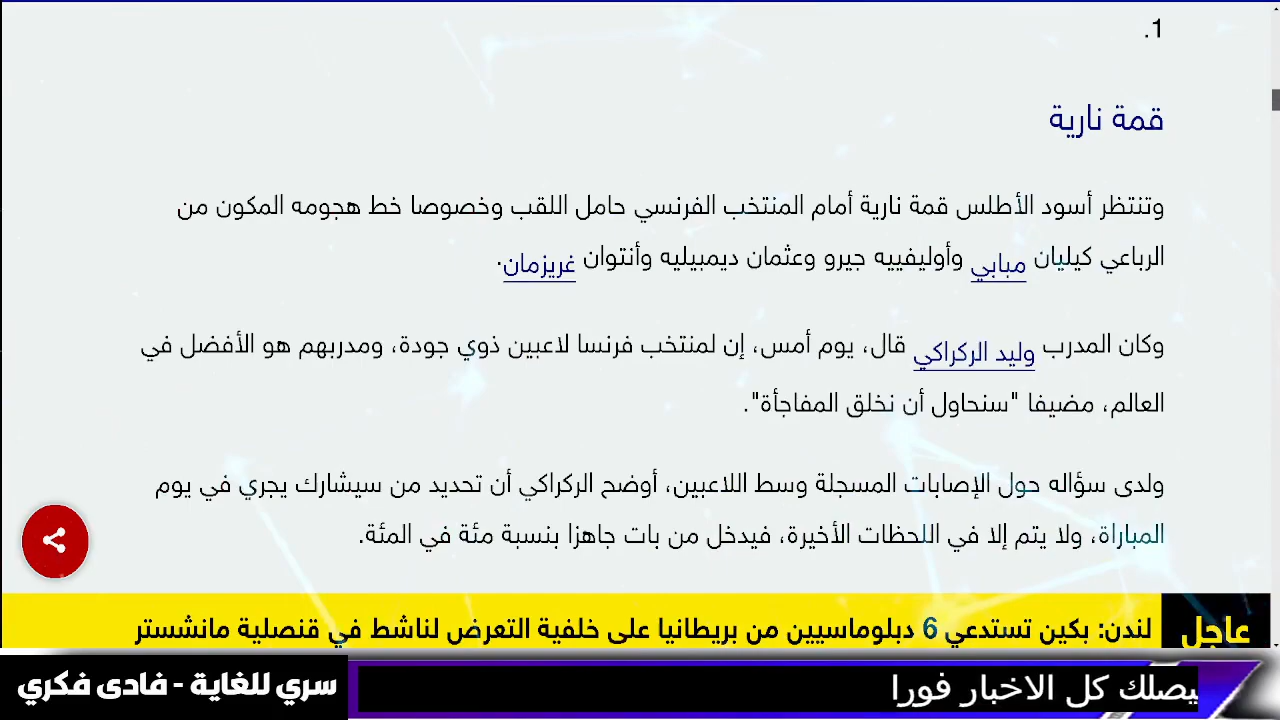 1.
قمة نارية
وتنتظر أسود الأطلس قمة نارية أمام المنتخب الفرنسي حامل اللقب وخصوصا خط هجومه المكون من
الرباعي كيليان مبابي وأوليفييه جيرو وعثمان ديمبيليه وأنتوان غريزمان.
وكان المدرب وليد الركراكي قال، يوم أمس، إن لمنتخب فرنسا لاعبين ذوي جودة، ومدربهم هو الأفضل في
العالم، مضيفا "سنحاول أن نخلق المفاجأة".
ولدى سؤاله حول الإصابات المسجلة وسط اللاعبين، أوضح الركراكي أن تحديد من سيشارك يجري في يوم
المباراة، ولا يتم إلا في اللحظات الأخيرة، فيدخل من بات جاهزا بنسبة مئة في المئة.
عاجل لندن: بكين تستدعي 6 دبلوماسيين من بريطانيا على خلفية التعرض لناشط في قنصلية مانشستر
يصلك كل الاخبار فورا
سري للغاية - فادى فكري